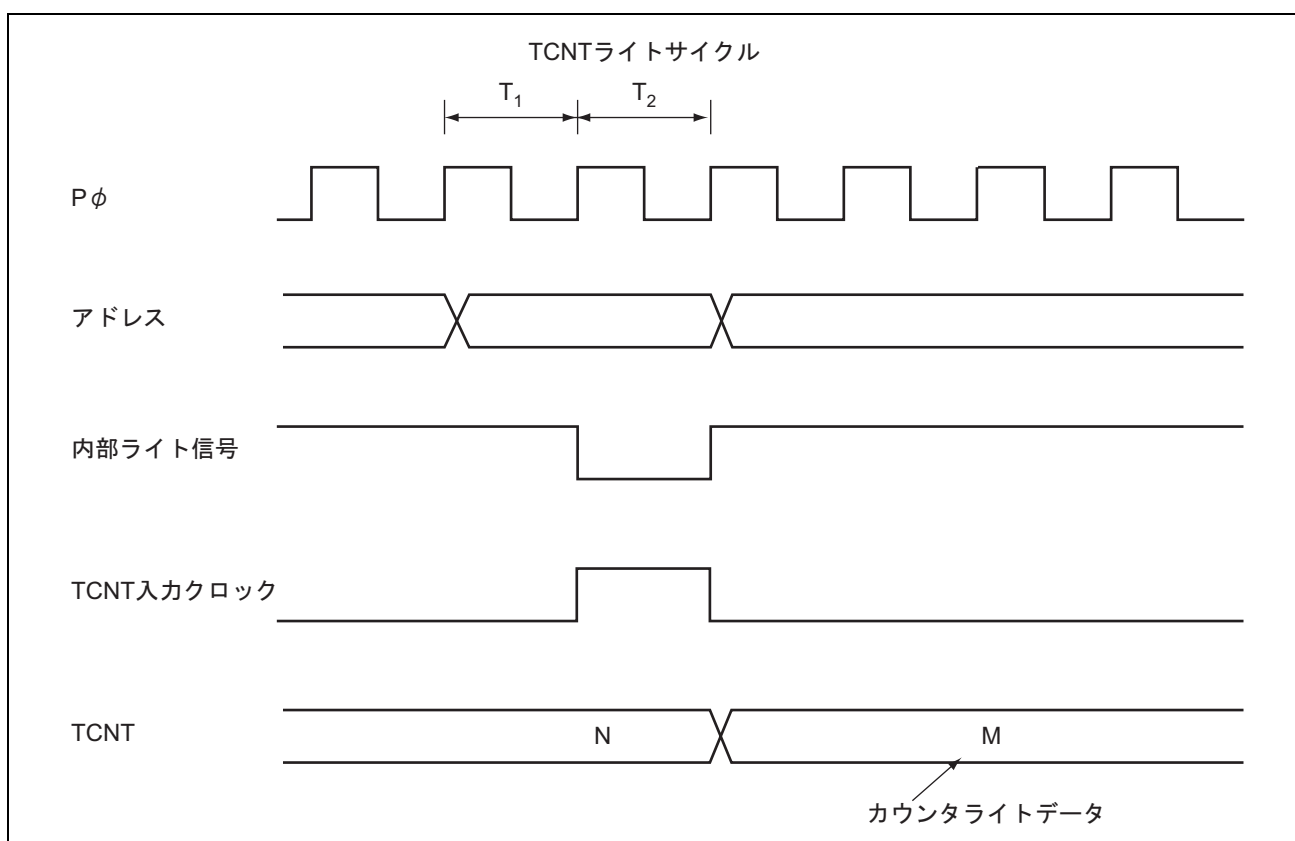 TCNTライトサイクル
T1 T2
Pφ
アドレス
内部ライト信号
TCNT入力クロック
TCNT N M
カウンタライトデータ